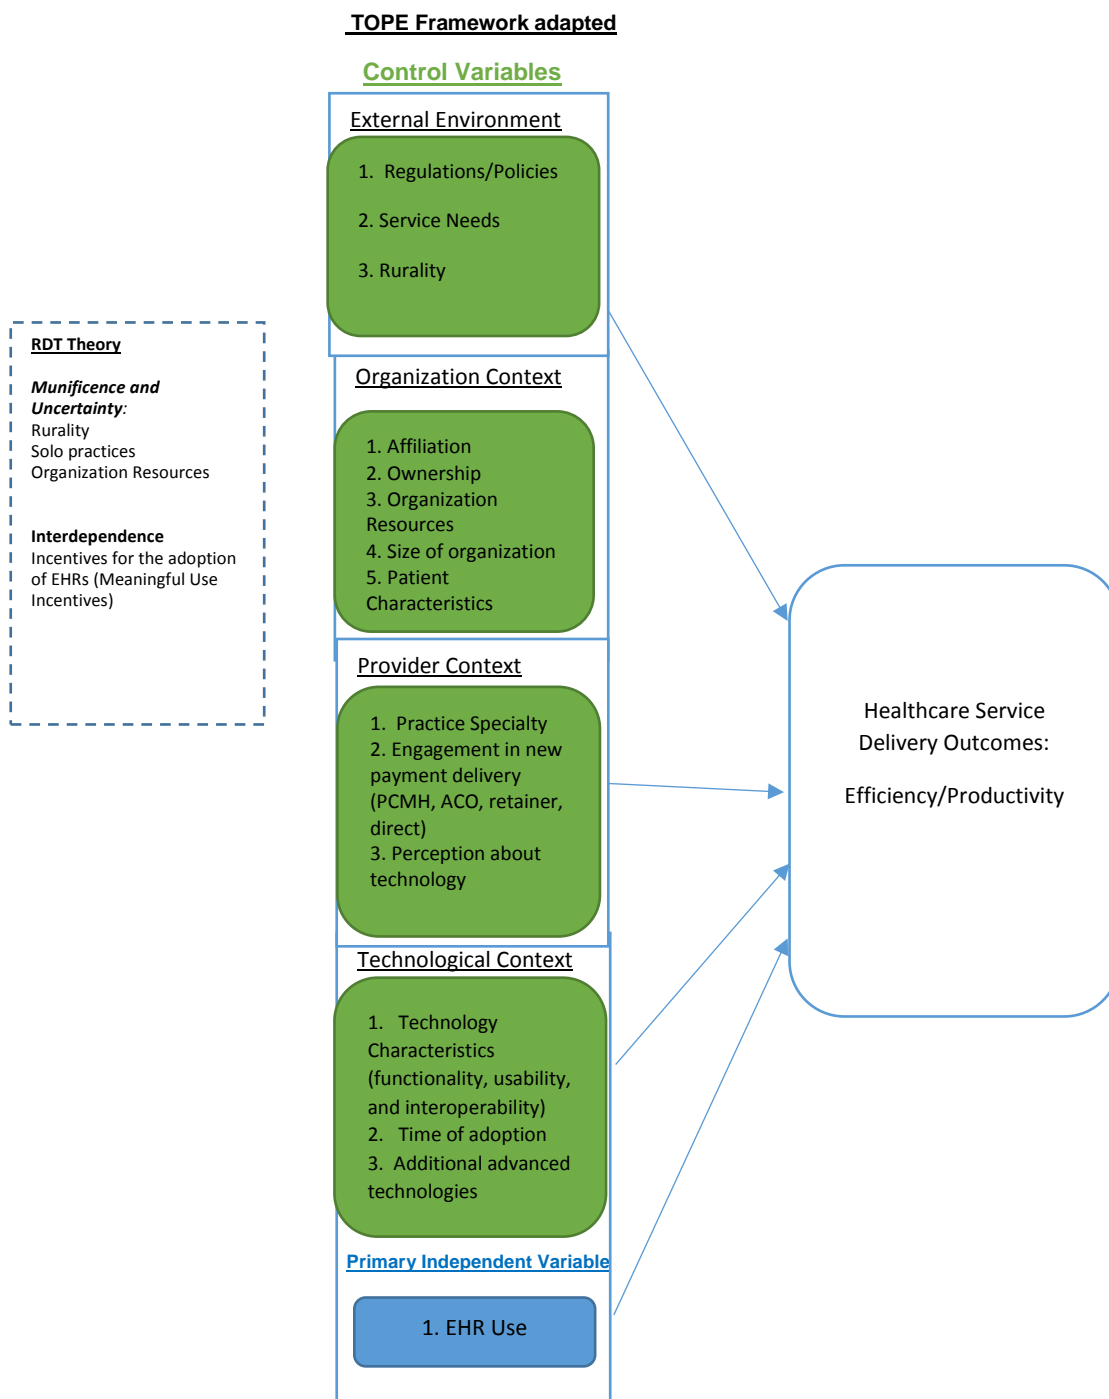 TOPE Framework adapted
Control Variables
External Environment
1. Regulations/Policies
2. Service Needs
3. Rurality
RDT Theory
Munificence and
Uncertainty:
Rurality
Solo practices
Organization Resources
Interdependence
Incentives for the adoption
of EHRs (Meaningful Use
Incentives)
Organization Context
1. Affiliation
2. Ownership
3. Organization
Resources
4. Size of organization
5. Patient
Characteristics
Provider Context
1. Practice Specialty
2. Engagement in new
payment delivery
(PCMH, ACO, retainer,
direct)
3. Perception about
technology
Technological Context
1. Technology
Characteristics
(functionality, usability,
and interoperability)
2. Time of adoption
3. Additional advanced
technologies
Primary Independent Variable
1. EHR Use
Healthcare Service
Delivery Outcomes:
Efficiency/Productivity